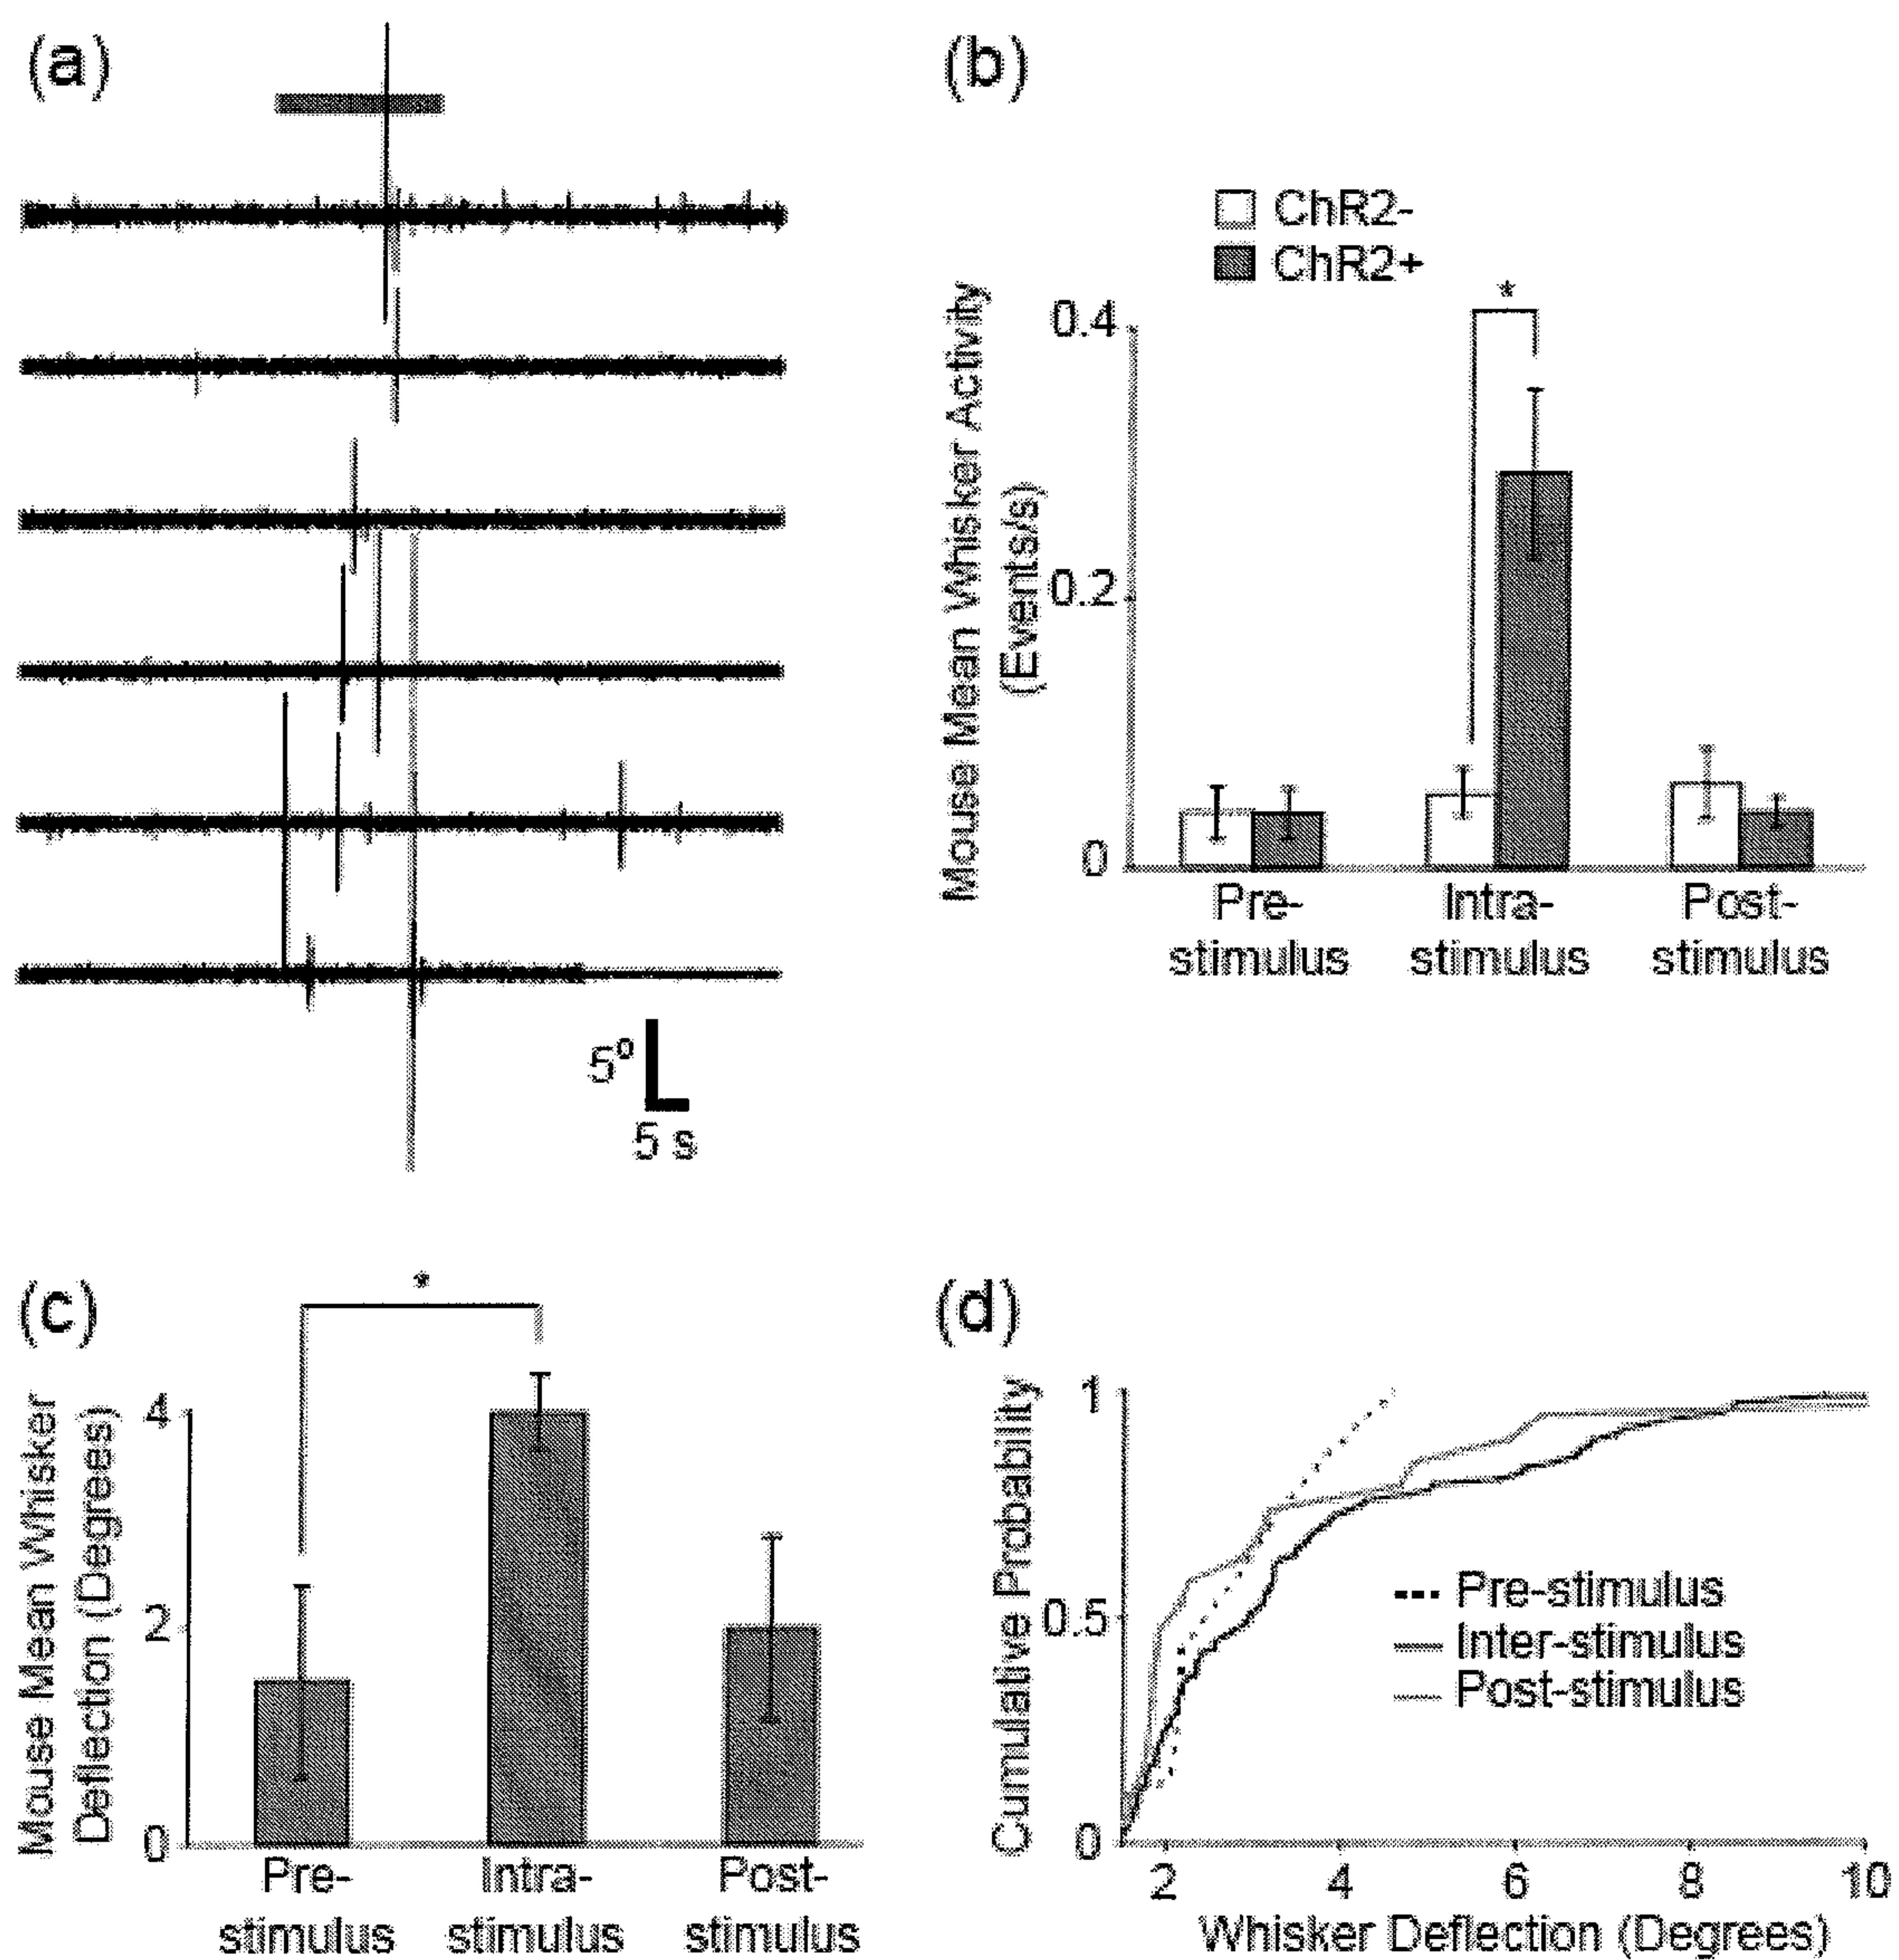 (a)
5°
5 s
(b)
ChR2-
ChR2+
*
Mouse Mean Whisker Activity
(Events/s)
0.4
0.2
0
Pre-
stimulus
Intra-
stimulus
Post-
stimulus
(c)
*
Mouse Mean Whisker
Deflection (Degrees)
4
2
0
Pre-
stimulus
Intra-
stimulus
Post-
stimulus
(d)
Cumulative Probability
1
0.5
0
Pre-stimulus
Inter-stimulus
Post-stimulus
2 4 6 8 10
Whisker Deflection (Degrees)